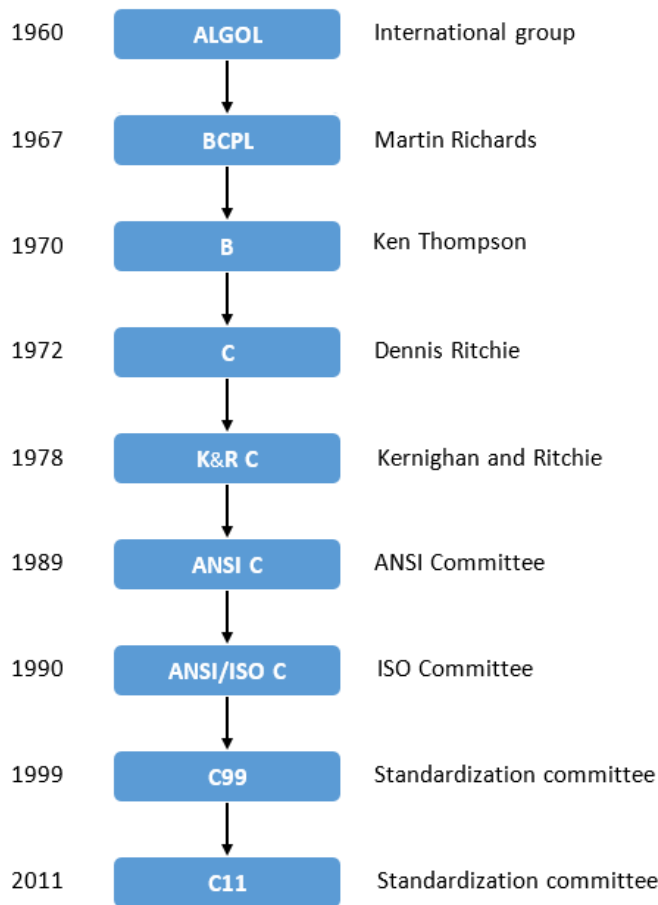 1960 ALGOL International group
1967 BCPL Martin Richards
1970 B Ken Thompson
1972 C Dennis Ritchie
1978 K&R C Kernighan and Ritchie
1989 ANSI C ANSI Committee
1990 ANSI/ISO C ISO Committee
1999 C99 Standardization committee
2011 C11 Standardization committee